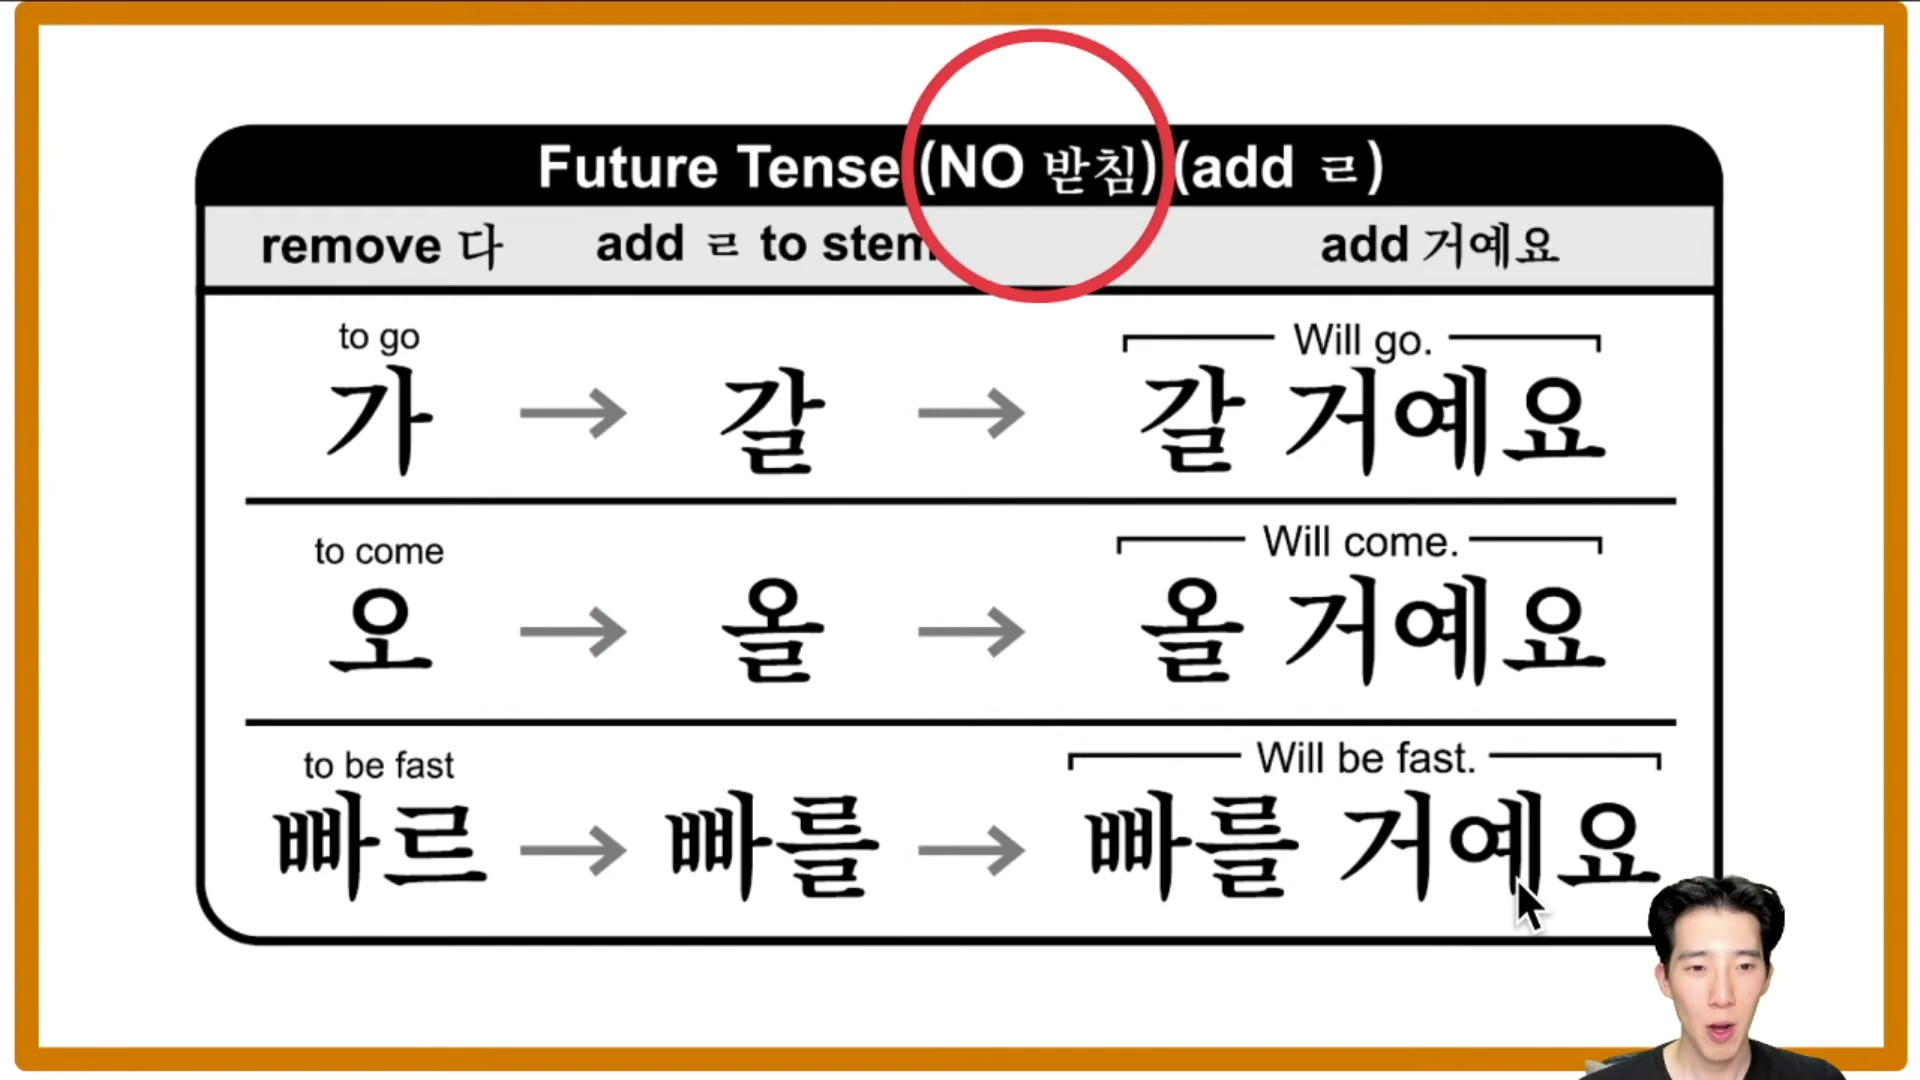 Future Tense (NO 받침) (add ㄹ)
remove 다 add ㄹ to stem add 거예요
to go Will go.
가 → 갈 → 갈 거예요
to come Will come.
오 → 올 → 올 거예요
to be fast Will be fast.
빠르 → 빠를 → 빠를 거예요